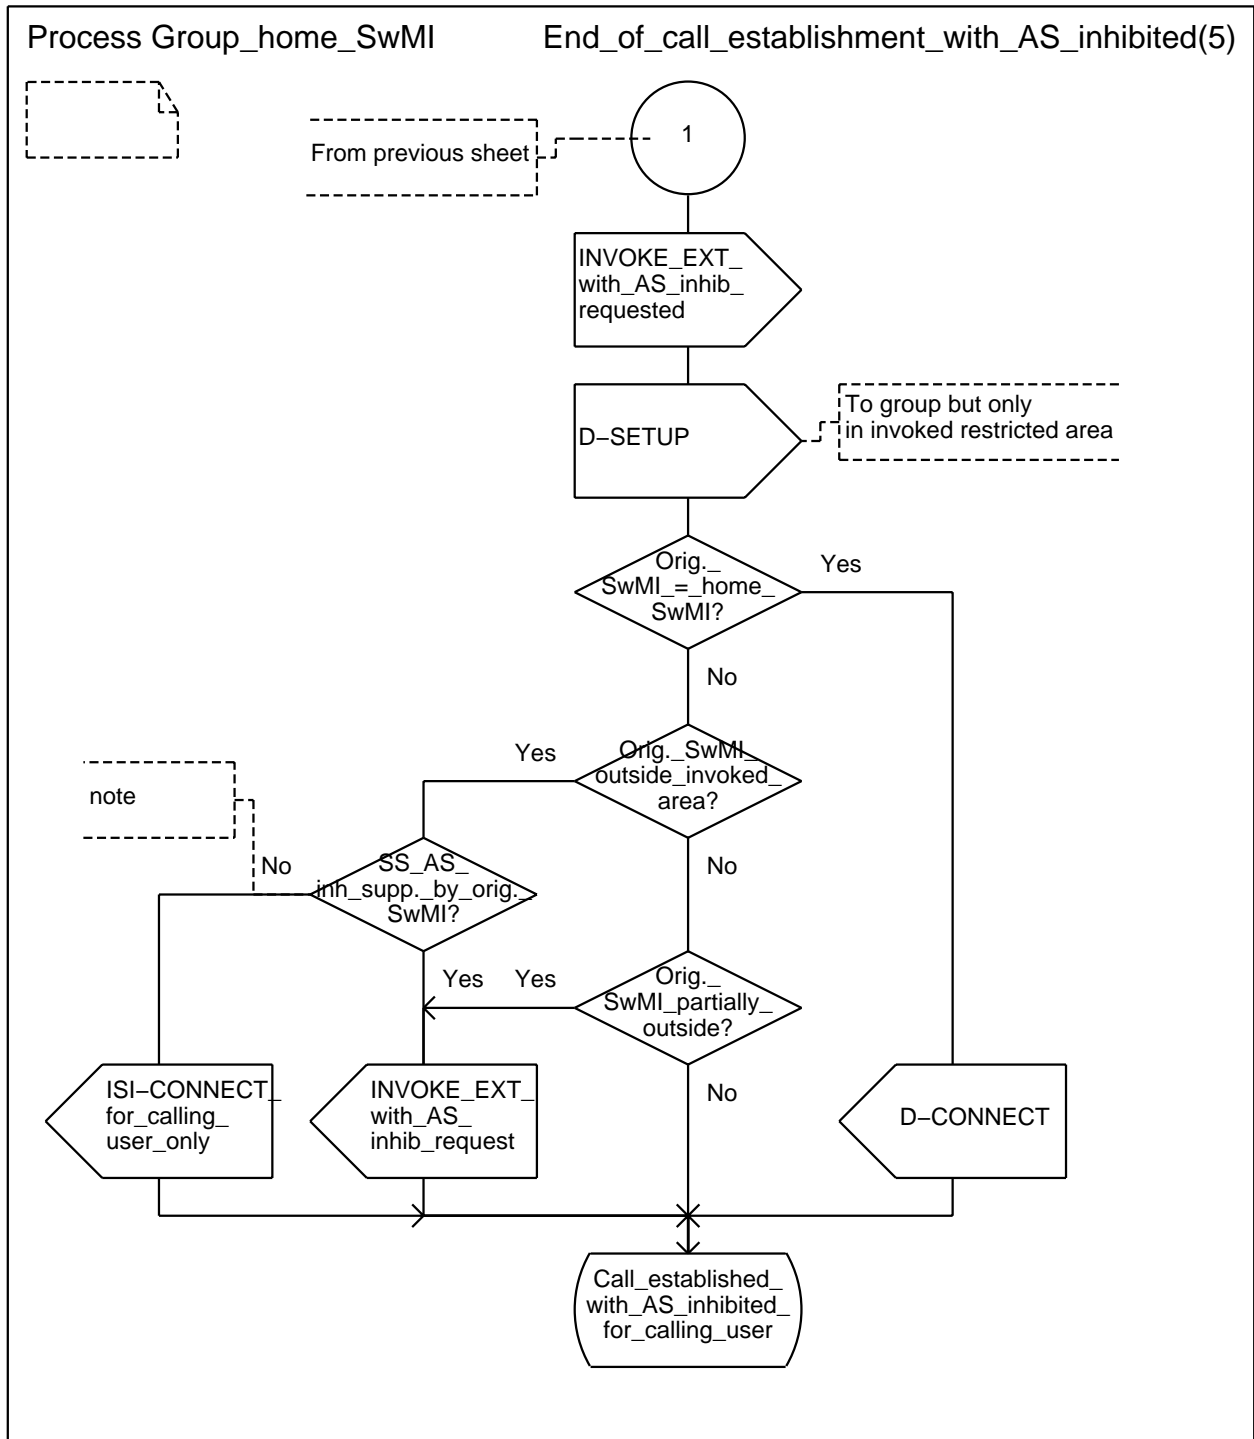 Process Group_home_SwMI
End_of_call_establishment_with_AS_inhibited(5)
From previous sheet
1
INVOKE_EXT_
with_AS_inhib_
requested
D−SETUP
To group but only
in invoked restricted area
Orig._
SwMI_=_home_
SwMI?
Yes
No
Orig._SwMI_
outside_invoked_
area?
Yes
No
note
SS_AS_
inh_supp._by_orig._
SwMI?
No
Yes
Orig._
SwMI_partially_
outside?
Yes
No
ISI−CONNECT_
for_calling_
user_only
INVOKE_EXT_
with_AS_
inhib_request
D−CONNECT
Call_established_
with_AS_inhibited_
for_calling_user